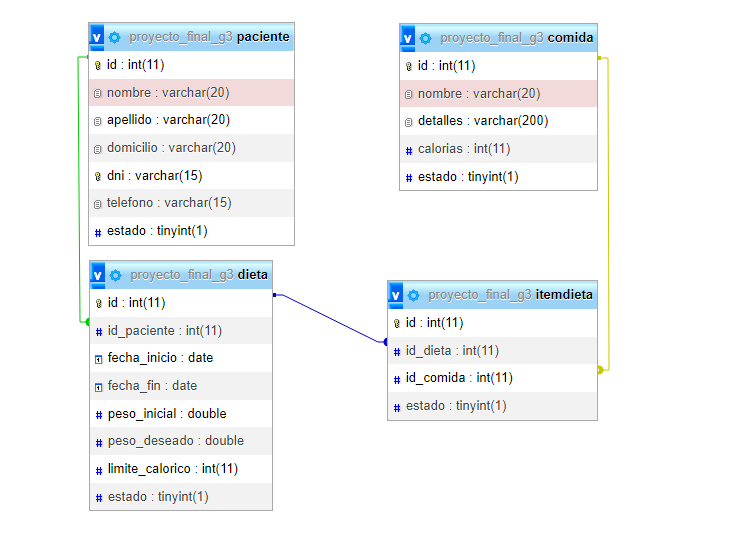 proyecto_final_g3 paciente
id : int(11)
nombre : varchar(20)
apellido : varchar(20)
domicilio : varchar(20)
dni : varchar(15)
telefono : varchar(15)
estado : tinyint(1)
proyecto_final_g3 comida
id : int(11)
nombre : varchar(20)
detalles : varchar(200)
calorias : int(11)
estado : tinyint(1)
proyecto_final_g3 dieta
id : int(11)
id_paciente : int(11)
fecha_inicio : date
fecha_fin : date
peso_inicial : double
peso_deseado : double
limite_calorico : int(11)
estado : tinyint(1)
proyecto_final_g3 itemdieta
id : int(11)
id_dieta : int(11)
id_comida : int(11)
estado : tinyint(1)